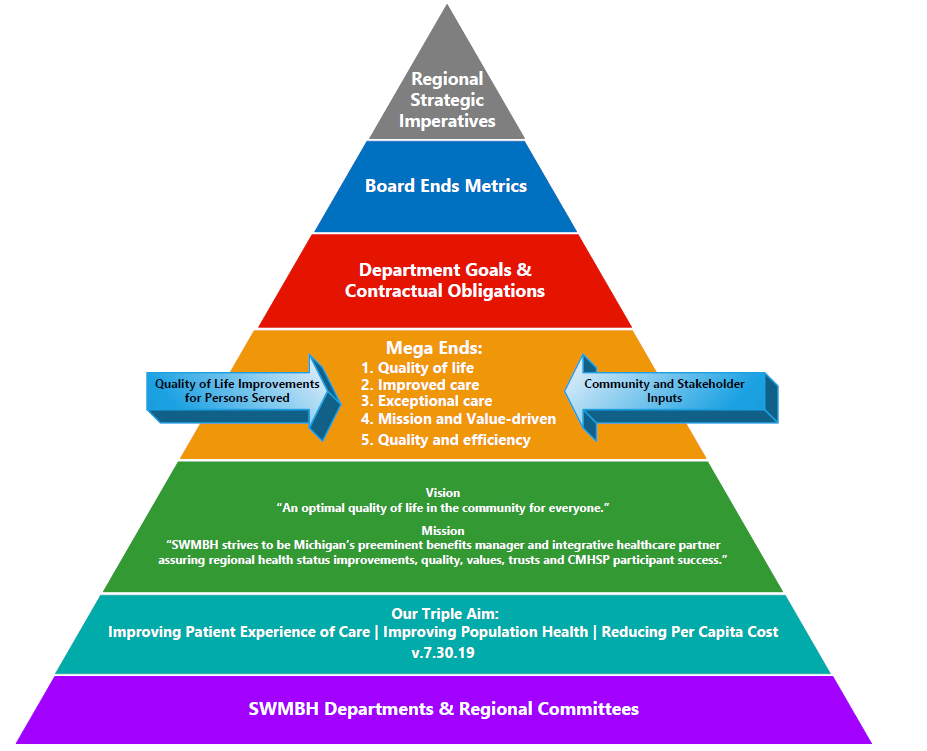 Regional
Strategic
Imperatives
Board Ends Metrics
Department Goals &
Contractual Obligations
Mega Ends:
1. Quality of life
2. Improved care
3. Exceptional care
4. Mission and Value-driven
5. Quality and efficiency
Quality of Life Improvements
for Persons Served
Community and Stakeholder
Inputs
Vision
“An optimal quality of life in the community for everyone.”
Mission
“SWMBH strives to be Michigan’s preeminent benefits manager and integrative healthcare partner
assuring regional health status improvements, quality, values, trusts and CMHSP participant success.”
Our Triple Aim:
Improving Patient Experience of Care | Improving Population Health | Reducing Per Capita Cost
v.7.30.19
SWMBH Departments & Regional Committees